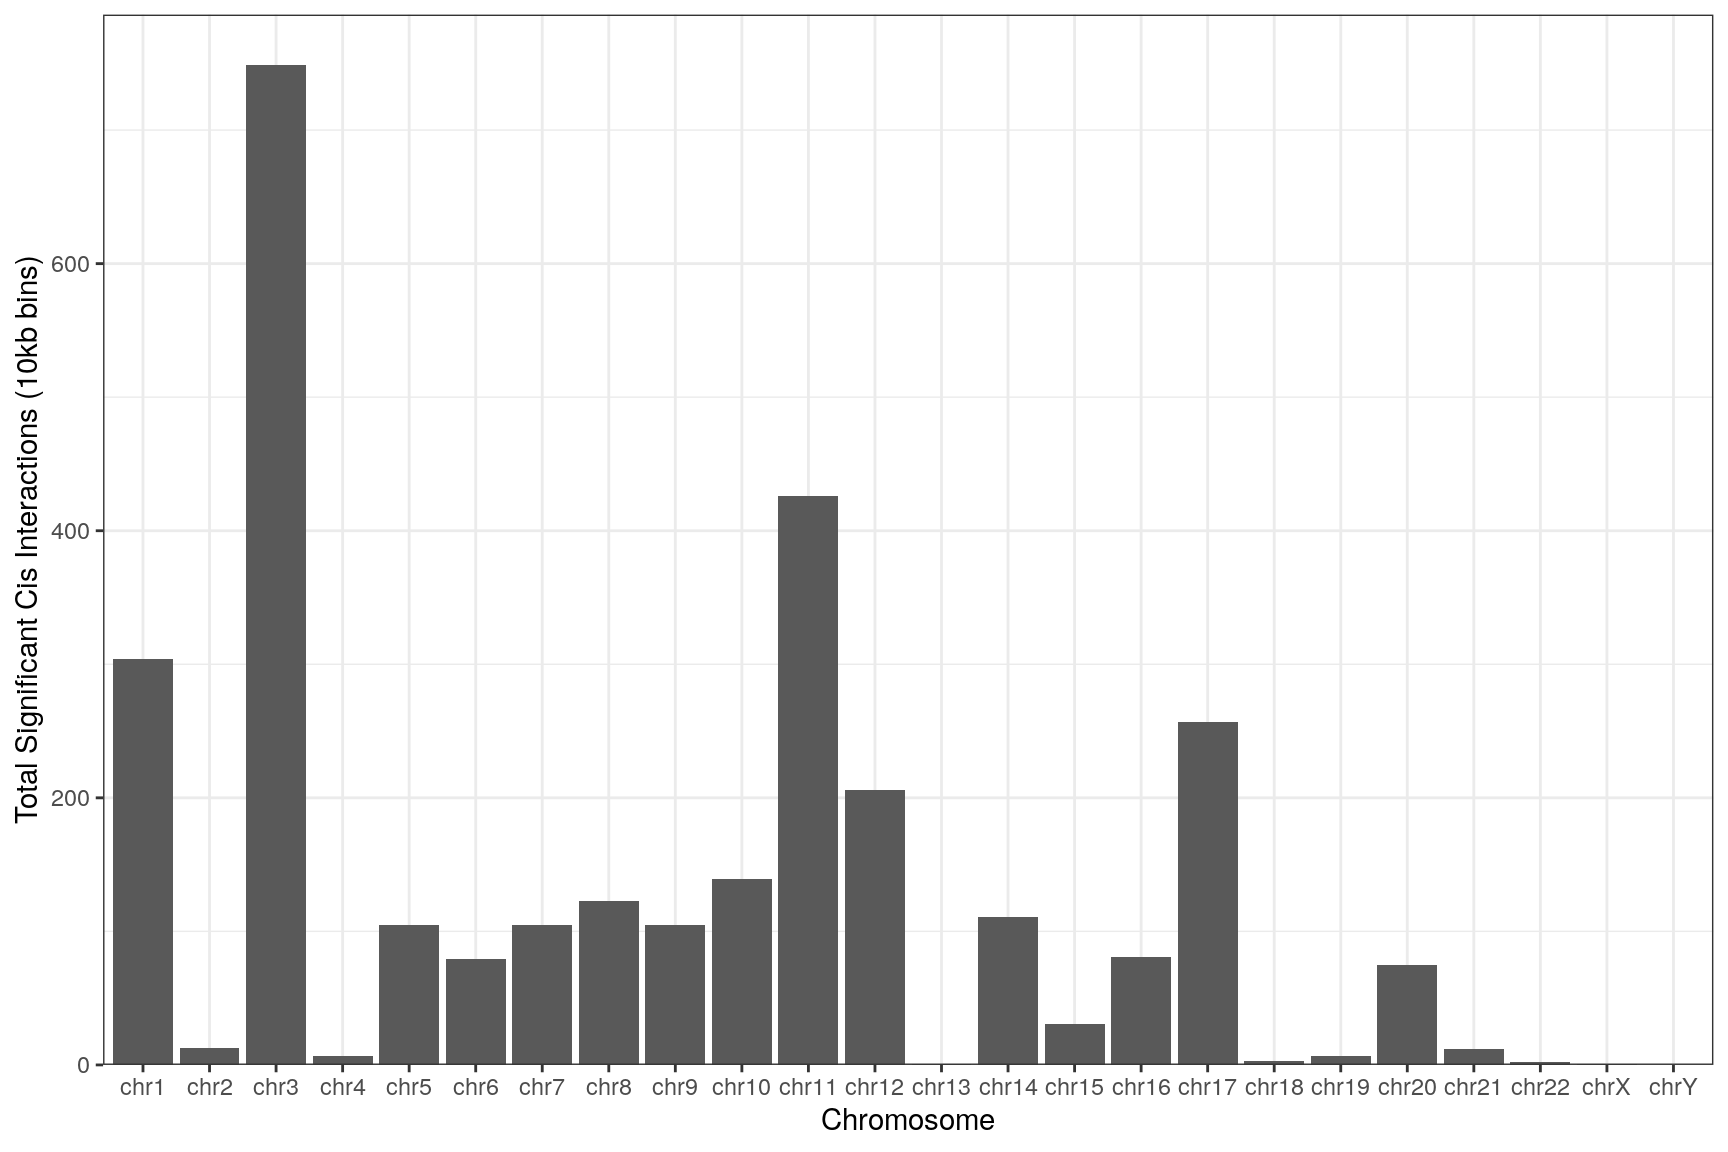 Total Significant Cis Interactions (10kb bins)
600
400
200
0
chr1 chr2 chr3 chr4 chr5 chr6 chr7 chr8 chr9 chr10 chr11 chr12 chr13 chr14 chr15 chr16 chr17 chr18 chr19 chr20 chr21 chr22 chrX chrY
Chromosome